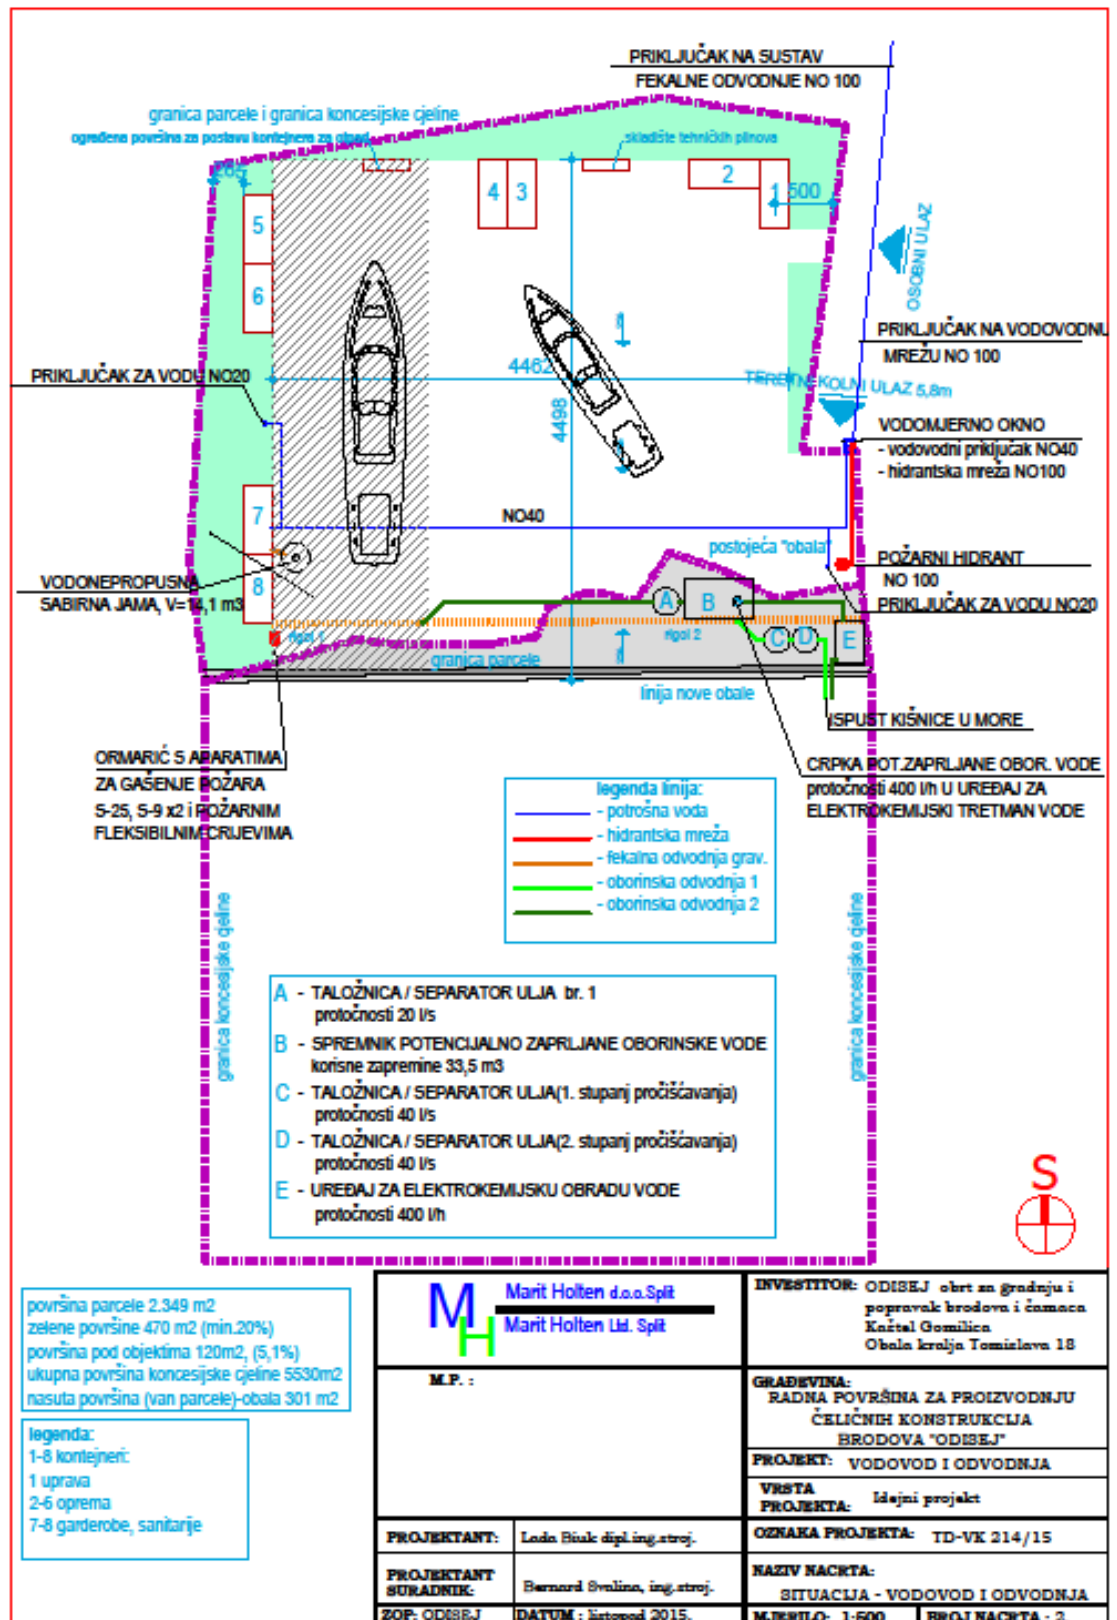 PRIKLJUČAK NA SUSTAV
FEKALNE ODVODNJE NO 100
granica parcele i granica koncesijske cjeline
ograđena površina za postavu kontejnera za otpad
skladište tehničkih plinova
265
4 3
2
1 500
5
6
OSOBNI ULAZ
PRIKLJUČAK NA VODOVODNU
MREŽU NO 100
4462
4498
TERETNI KOLNI ULAZ 5,8m
PRIKLJUČAK ZA VODU NO20
VODOMJERNO OKNO
- vodovodni priključak NO40
- hidrantska mreža NO100
7
NO40
postojeća "obala"
POŽARNI HIDRANT
NO 100
VODONEPROPUSNA
SABIRNA JAMA, V=14,1 m3
8
A
B
PRIKLJUČAK ZA VODU NO20
rigol 1
rigol 2
C D
E
granica parcele
linija nove obale
ISPUST KIŠNICE U MORE
ORMARIĆ S APARATIMA
ZA GAŠENJE POŽARA
S-25, S-9 x2 i POŽARNIM
FLEKSIBILNIM CRIJEVIMA
CRPKA POT.ZAPRLJANE OBOR. VODE
protočnosti 400 l/h U UREĐAJ ZA
ELEKTROKEMIJSKI TRETMAN VODE
legenda linija:
- potrošna voda
- hidrantska mreža
- fekalna odvodnja grav.
- oborinska odvodnja 1
- oborinska odvodnja 2
granica koncesijske cjeline
granica koncesijske cjeline
A - TALOŽNICA / SEPARATOR ULJA br. 1
protočnosti 20 l/s
B - SPREMNIK POTENCIJALNO ZAPRLJANE OBORINSKE VODE
korisne zapremine 33,5 m3
C - TALOŽNICA / SEPARATOR ULJA(1. stupanj pročišćavanja)
protočnosti 40 l/s
D - TALOŽNICA / SEPARATOR ULJA(2. stupanj pročišćavanja)
protočnosti 40 l/s
E - UREĐAJ ZA ELEKTROKEMIJSKU OBRADU VODE
protočnosti 400 l/h
S
površina parcele 2.349 m2
zelene površine 470 m2 (min.20%)
površina pod objektima 120m2, (5,1%)
ukupna površina koncesijske cjeline 5530m2
nasuta površina (van parcele)-obala 301 m2
legenda:
1-8 kontejneri:
1 uprava
2-6 oprema
7-8 garderobe, sanitarije
MH
Marit Holten d.o.o.Split
Marit Holten Ltd. Split
INVESTITOR: ODISEJ obrt za gradnju i
popravak brodova i čamaca
Kaštel Gomilica
Obala kralja Tomislava 18
M.P. :
GRAĐEVINA:
RADNA POVRŠINA ZA PROIZVODNJU
ČELIČNIH KONSTRUKCIJA
BRODOVA "ODISEJ"
PROJEKT: VODOVOD I ODVODNJA
VRSTA
PROJEKTA: Idejni projekt
PROJEKTANT: Lada Biuk dipl.ing.stroj.
OZNAKA PROJEKTA: TD-VK 214/15
PROJEKTANT
SURADNIK: Bernard Svalina, ing.stroj.
NAZIV NACRTA:
SITUACIJA - VODOVOD I ODVODNJA
ZOP: ODISEJ
DATUM : listopad 2015.
MJERILO: 1:500
BROJ NACRTA : 2